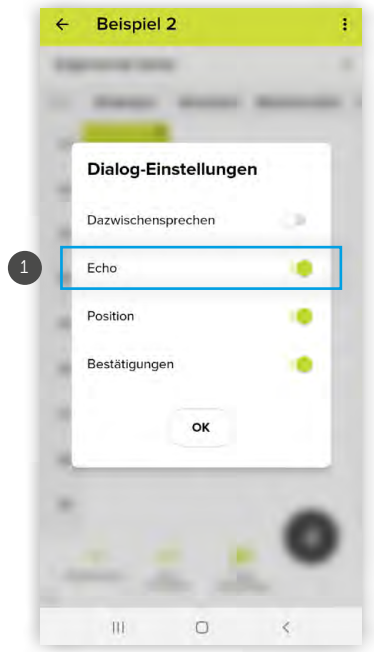 Beispiel 2
Dialog-Einstellungen
Dazwischensprechen
1
Echo
Position
Bestätigungen
OK